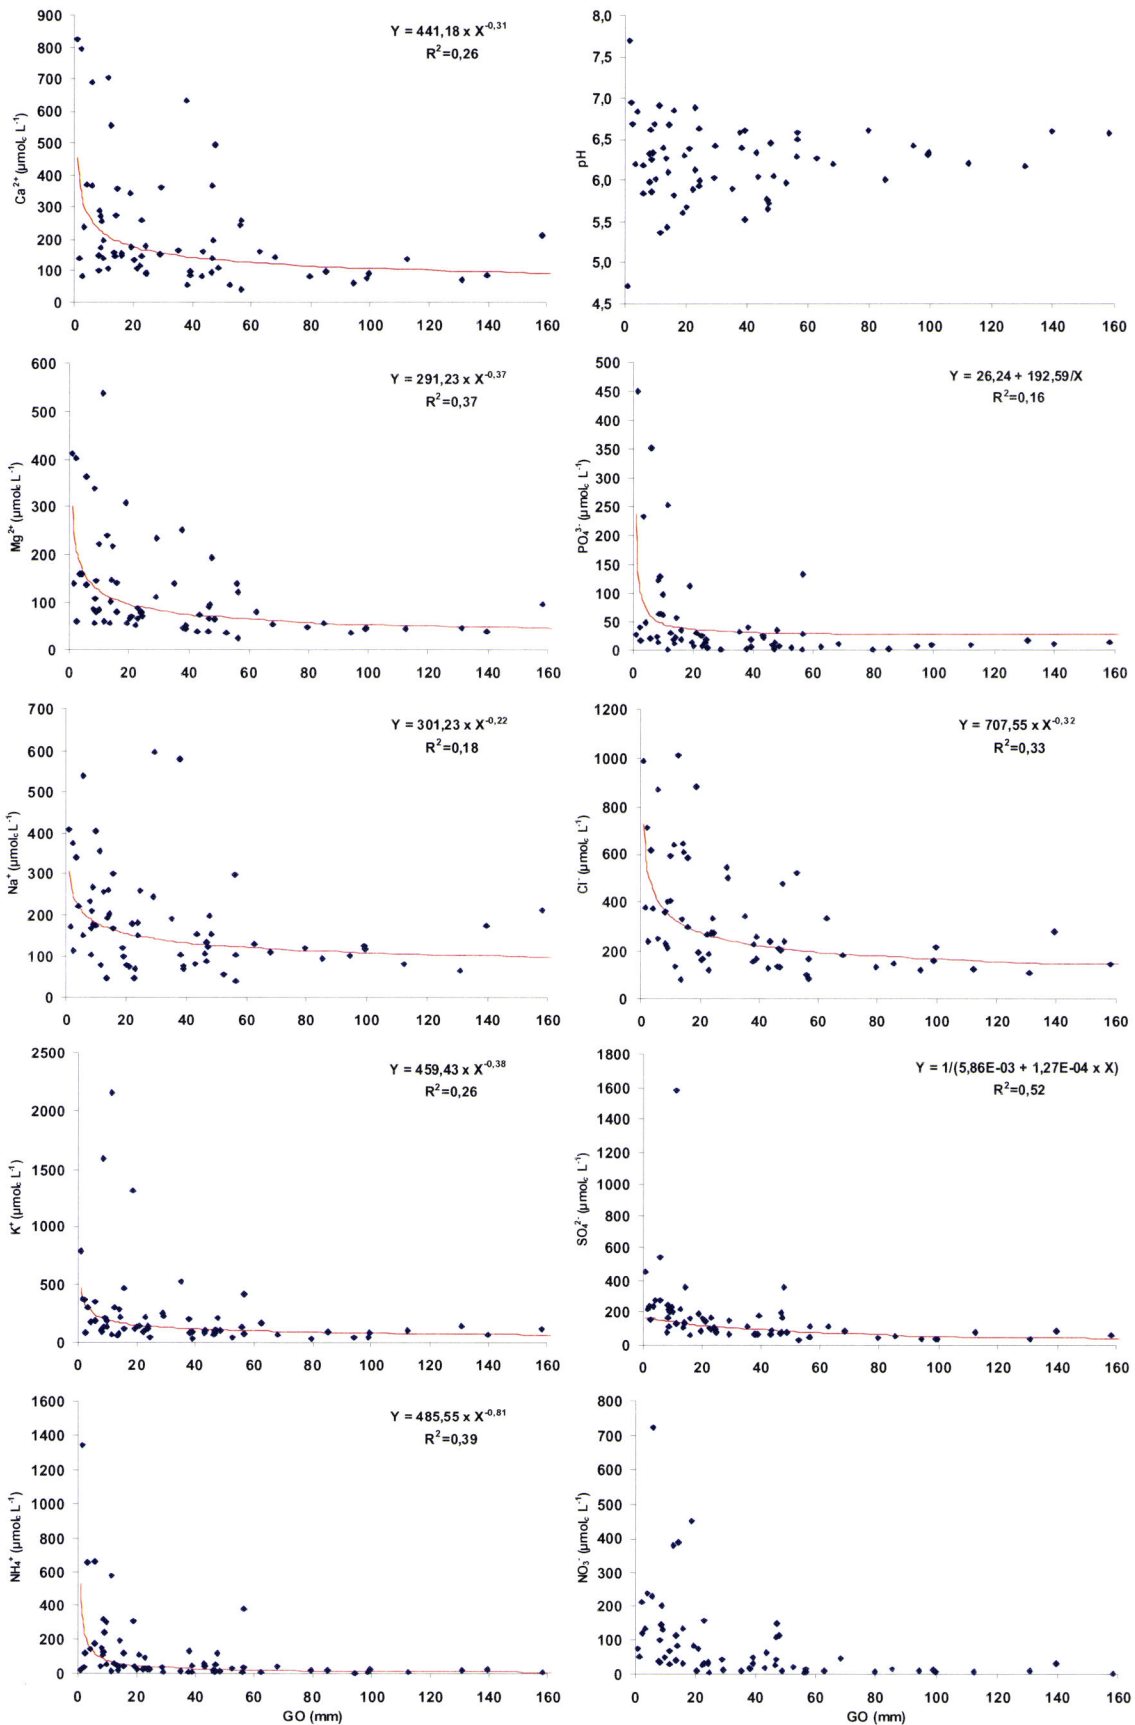 Y = 441,18 x X^-0,31
R²=0,26
Ca²⁺ (µmolc L⁻¹)
900
800
700
600
500
400
300
200
100
0
0 20 40 60 80 100 120 140 160
pH
8,0
7,5
7,0
6,5
6,0
5,5
5,0
4,5
0 20 40 60 80 100 120 140 160
Y = 291,23 x X^-0,37
R²=0,37
Mg²⁺ (µmolc L⁻¹)
600
500
400
300
200
100
0
0 20 40 60 80 100 120 140 160
Y = 26,24 + 192,59/X
R²=0,16
PO₄³⁻ (µmolc L⁻¹)
500
450
400
350
300
250
200
150
100
50
0
0 20 40 60 80 100 120 140 160
Y = 301,23 x X^-0,22
R²=0,18
Na⁺ (µmolc L⁻¹)
700
600
500
400
300
200
100
0
0 20 40 60 80 100 120 140 160
Y = 707,55 x X^-0,32
R²=0,33
Cl⁻ (µmolc L⁻¹)
1200
1000
800
600
400
200
0
0 20 40 60 80 100 120 140 160
Y = 459,43 x X^-0,38
R²=0,26
K⁺ (µmolc L⁻¹)
2500
2000
1500
1000
500
0
0 20 40 60 80 100 120 140 160
Y = 1/(5,86E-03 + 1,27E-04 x X)
R²=0,52
SO₄²⁻ (µmolc L⁻¹)
1800
1600
1400
1200
1000
800
600
400
200
0
0 20 40 60 80 100 120 140 160
Y = 485,55 x X^-0,81
R²=0,39
NH₄⁺ (µmolc L⁻¹)
1600
1400
1200
1000
800
600
400
200
0
0 20 40 60 80 100 120 140 160
GO (mm)
NO₃⁻ (µmolc L⁻¹)
800
700
600
500
400
300
200
100
0
0 20 40 60 80 100 120 140 160
GO (mm)